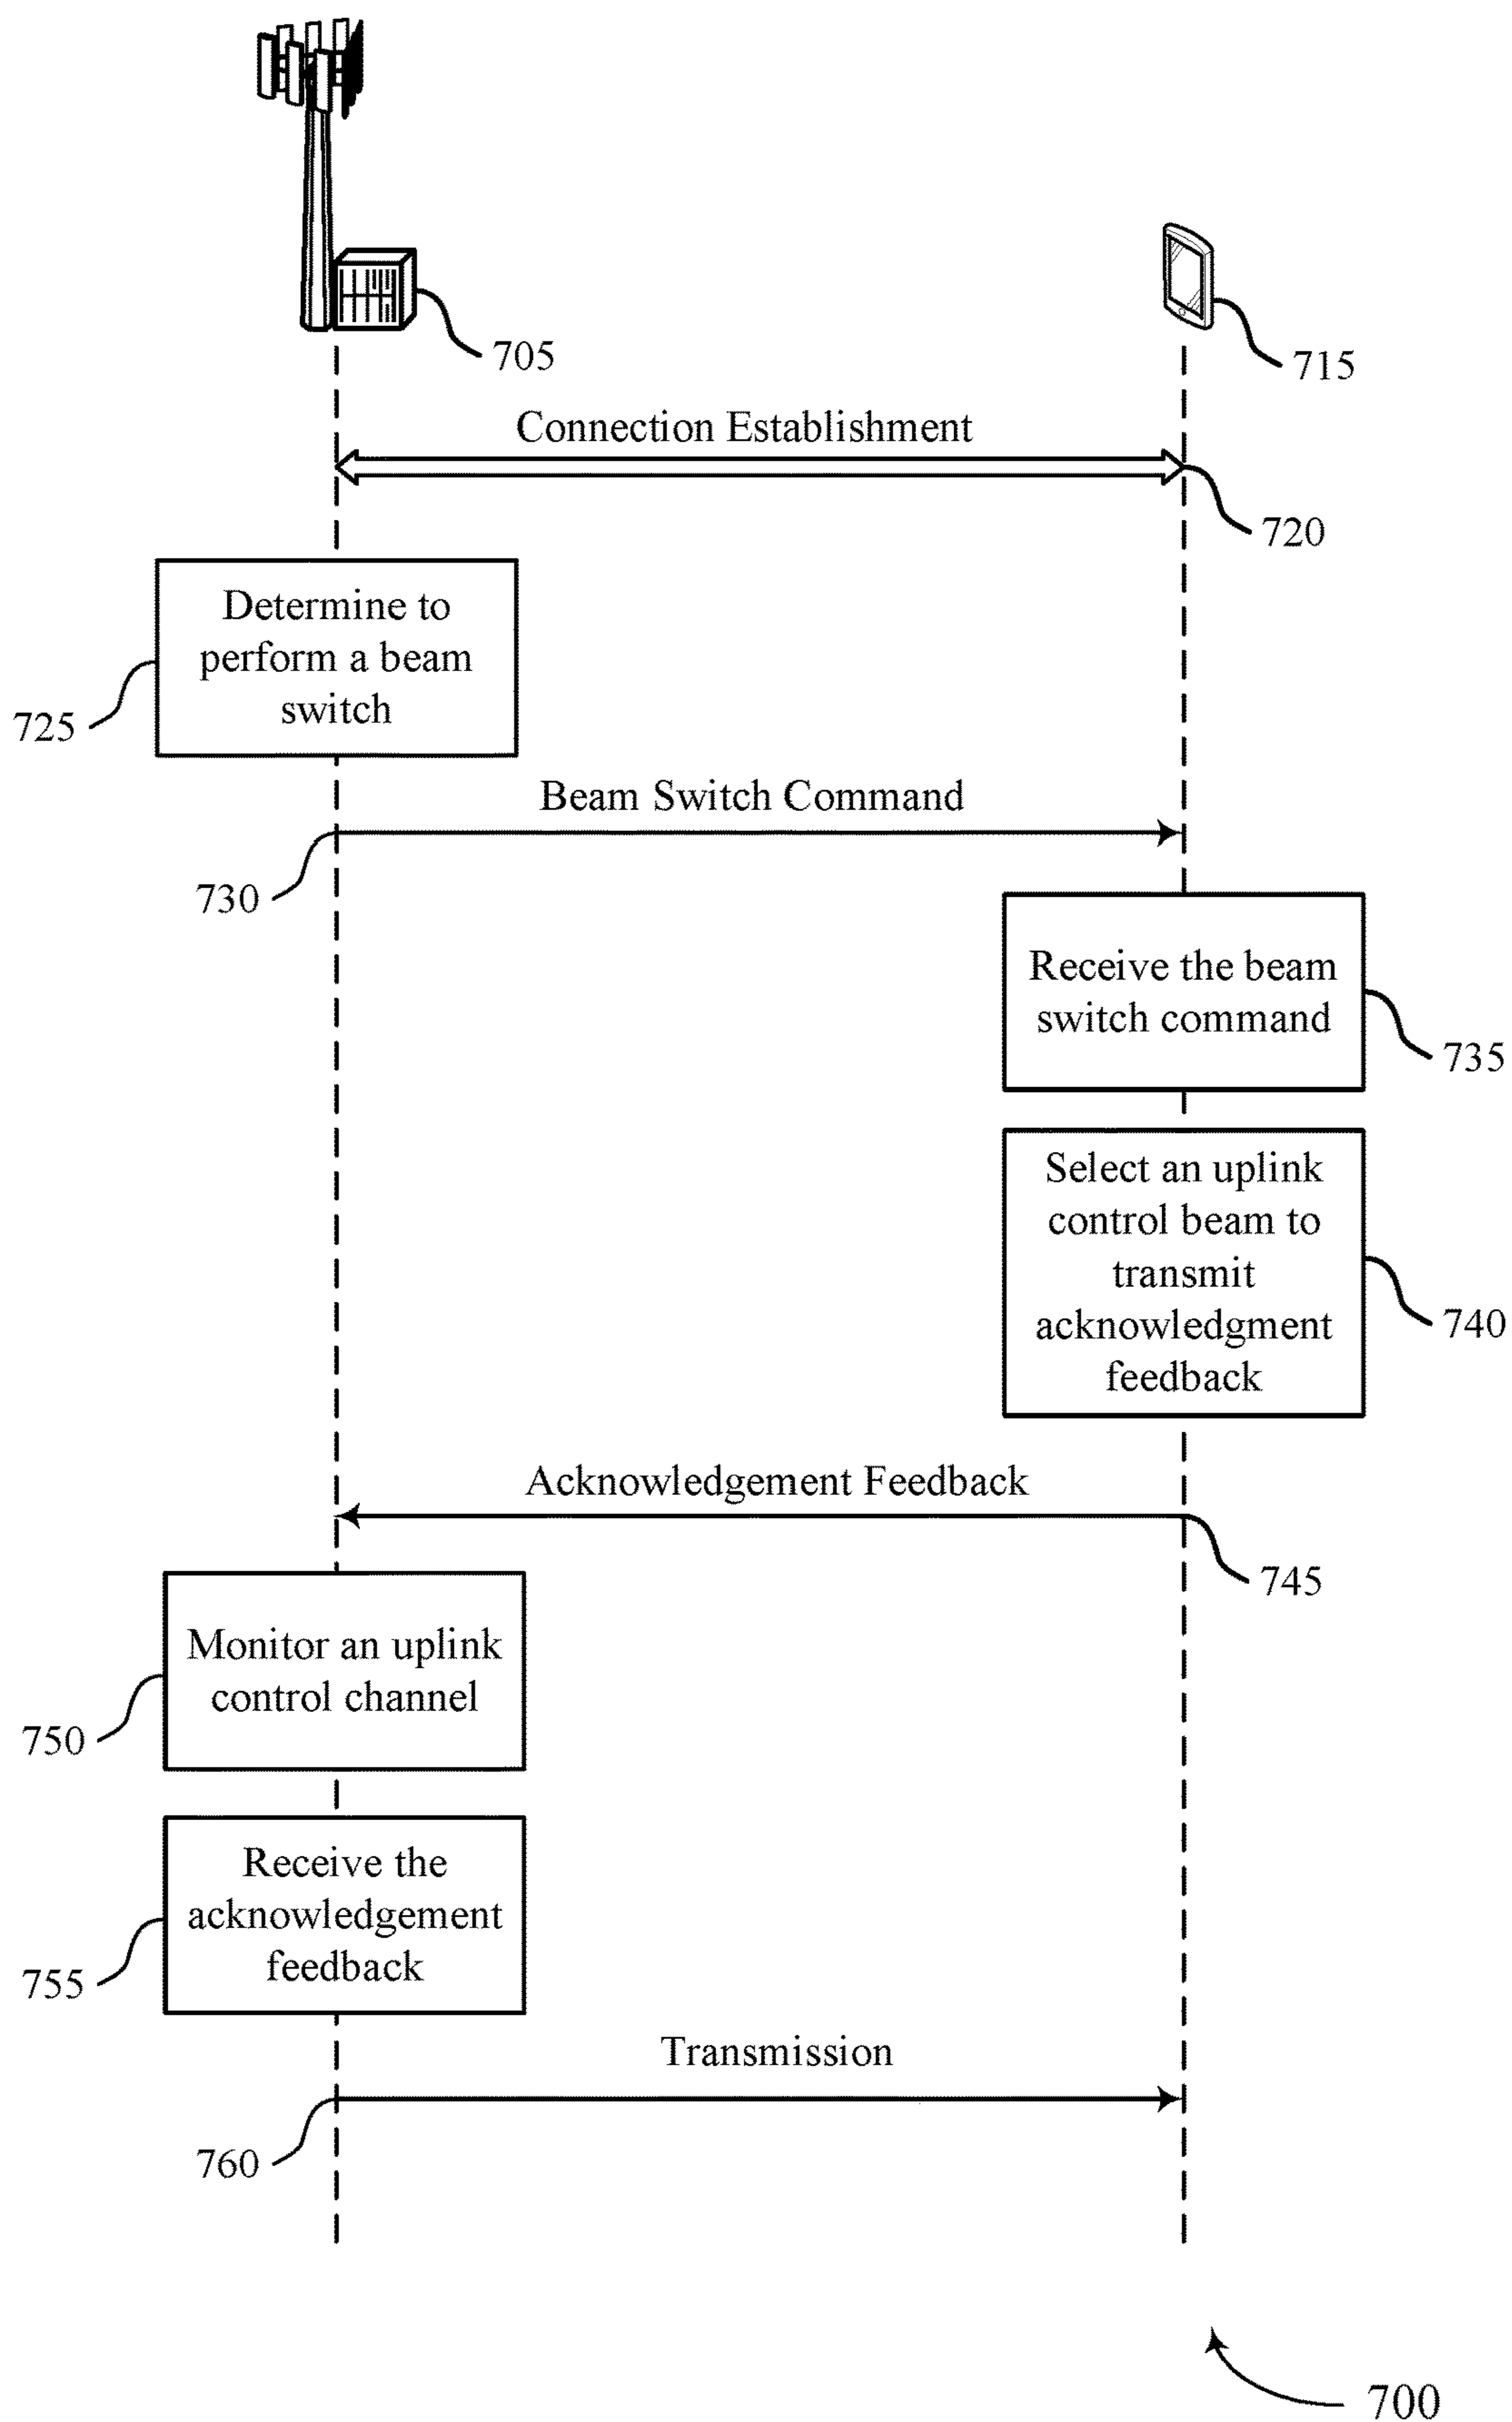 705
715
Connection Establishment
720
Determine to
perform a beam
switch
725
Beam Switch Command
730
Receive the beam
switch command
735
Select an uplink
control beam to
transmit
acknowledgment
feedback
740
Acknowledgement Feedback
745
Monitor an uplink
control channel
750
Receive the
acknowledgement
feedback
755
Transmission
760
700